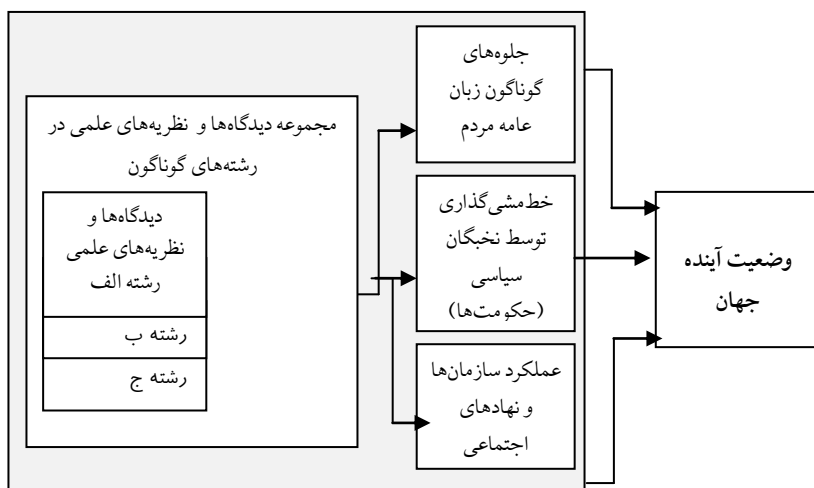 جلوه‌های
گوناگون زبان
عامه مردم
مجموعه دیدگاه‌ها و نظریه‌های علمی در
رشته‌های گوناگون
دیدگاه‌ها و
نظریه‌های علمی
رشته الف
رشته ب
رشته ج
خط‌مشی‌گذاری
توسط نخبگان
سیاسی
(حکومت‌ها)
عملکرد سازمان‌ها
و نهادهای
اجتماعی
وضعیت آینده
جهان